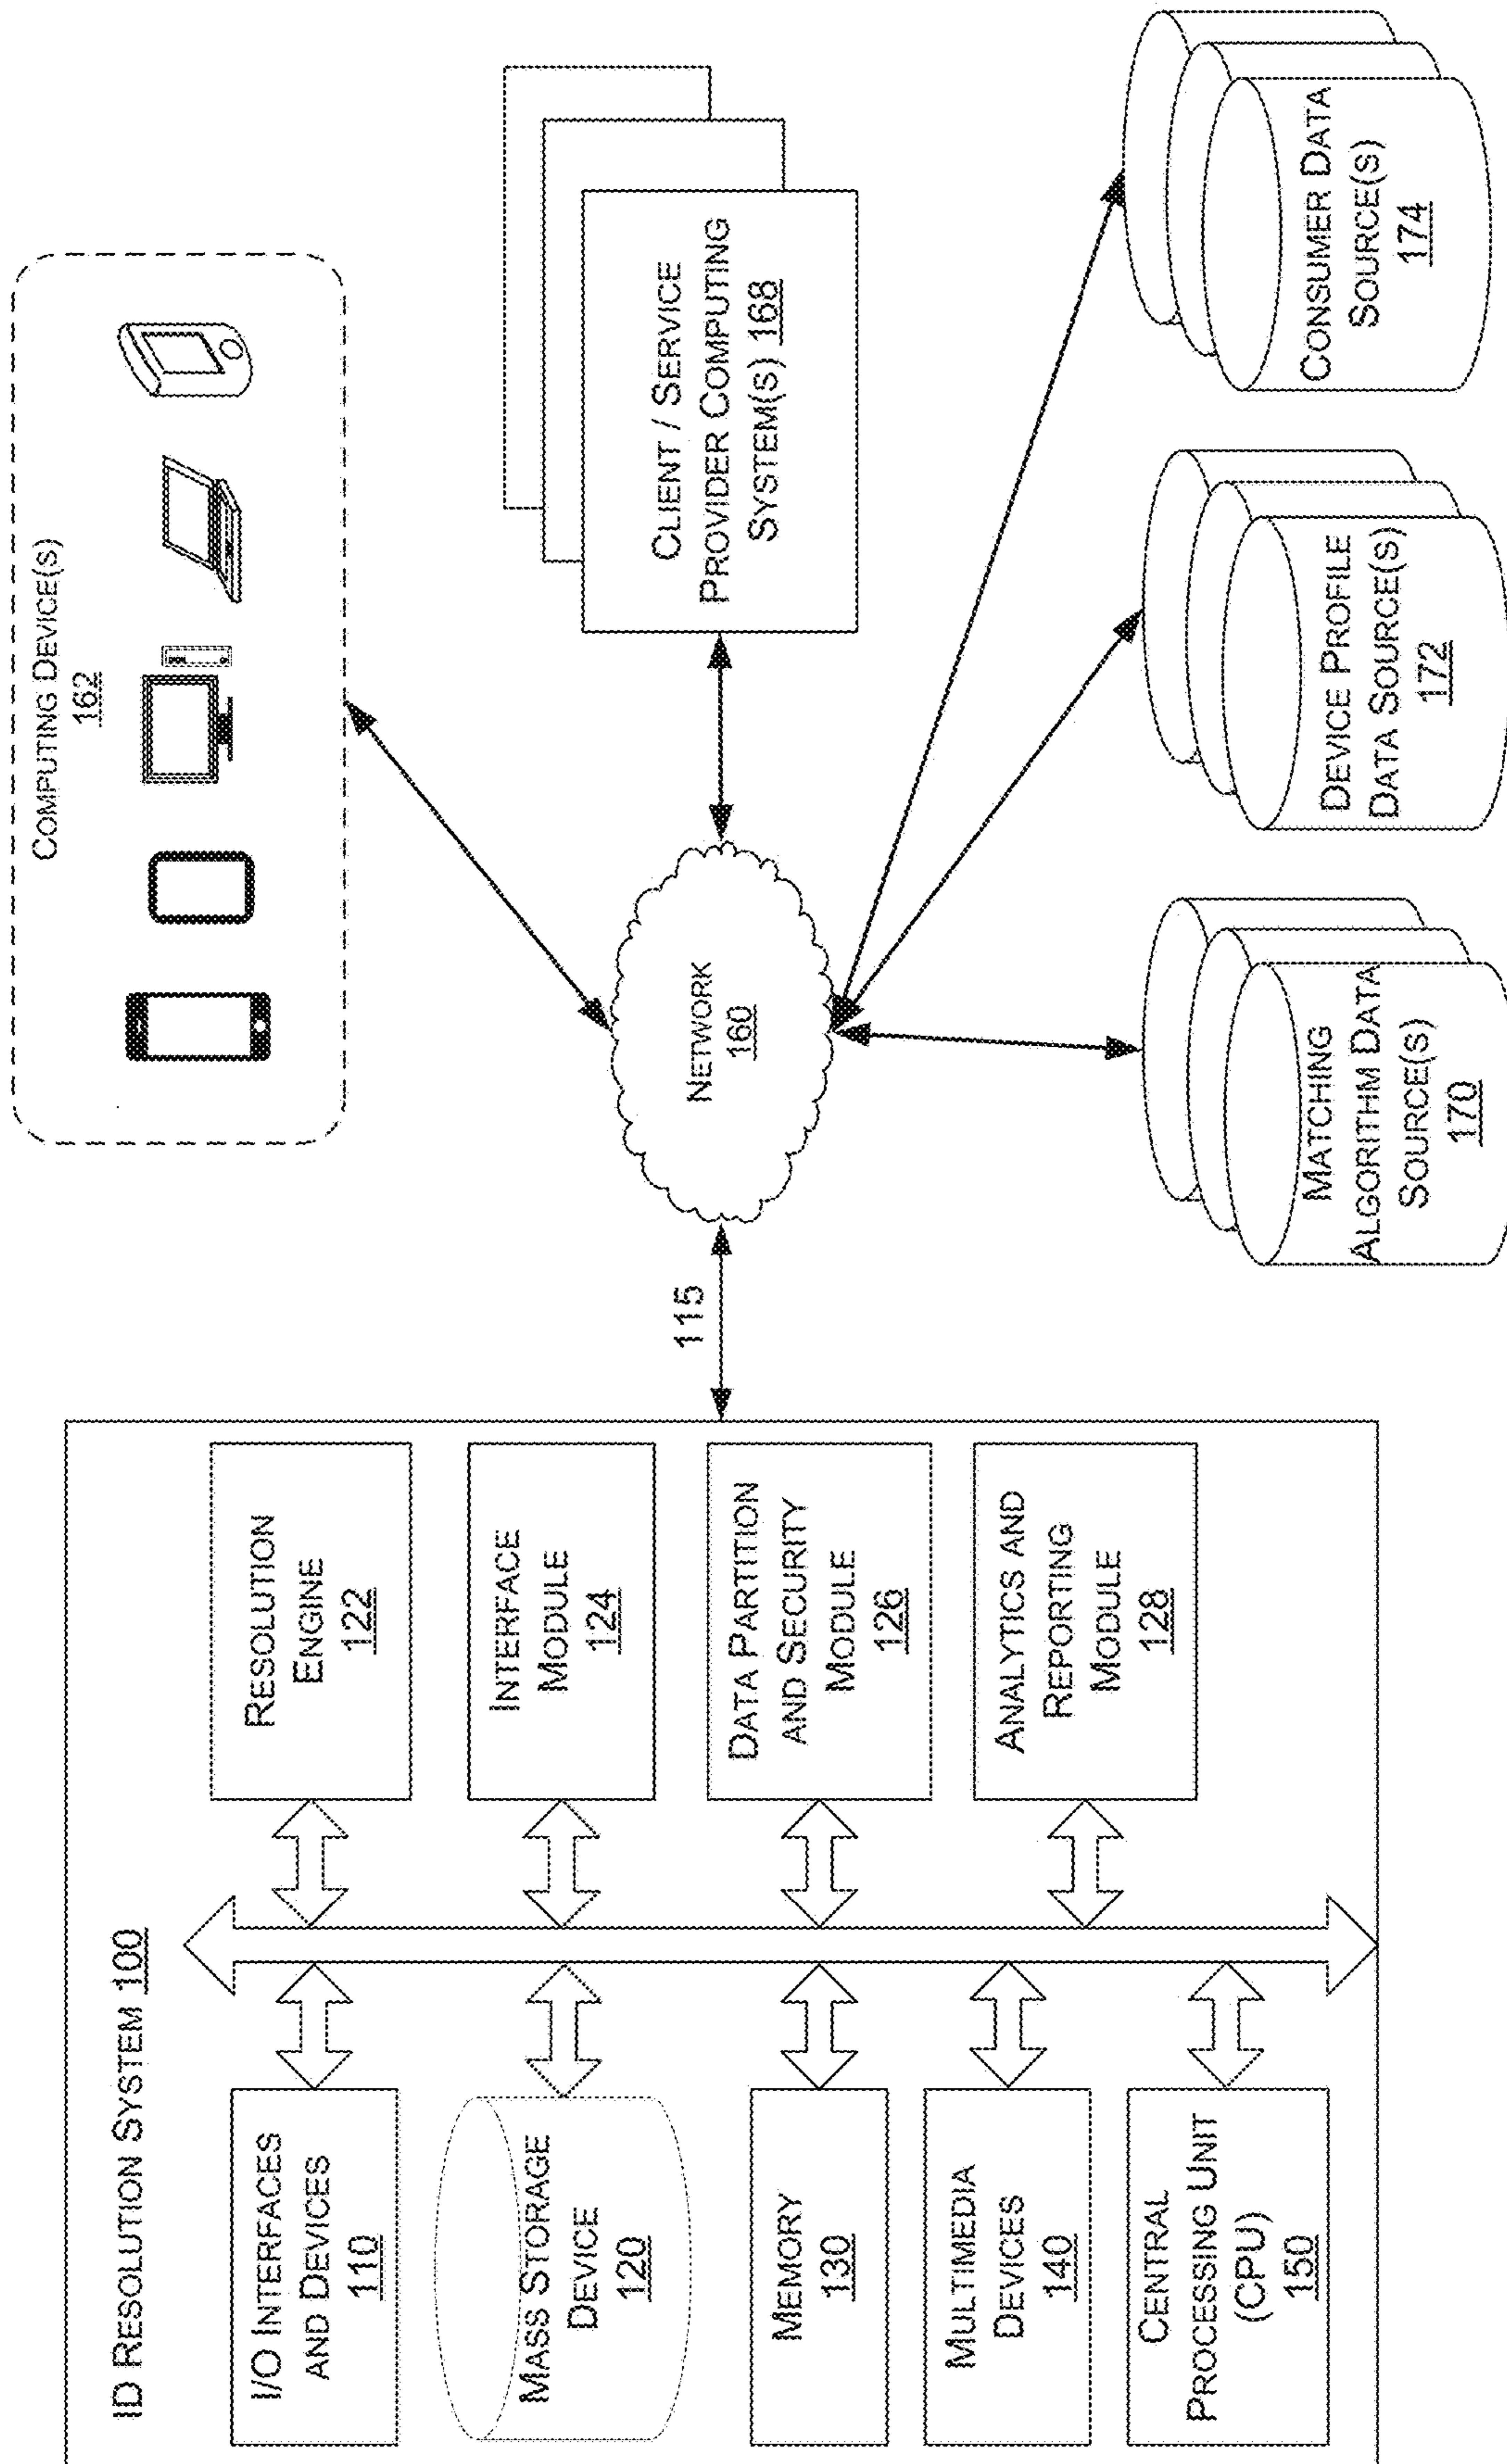 ID RESOLUTION SYSTEM 100
I/O INTERFACES
AND DEVICES
110
MASS STORAGE
DEVICE
120
MEMORY
130
MULTIMEDIA
DEVICES
140
CENTRAL
PROCESSING UNIT
(CPU)
150
RESOLUTION
ENGINE
122
INTERFACE
MODULE
124
DATA PARTITION
AND SECURITY
MODULE
126
ANALYTICS AND
REPORTING
MODULE
128
115
NETWORK
160
COMPUTING DEVICE(S)
162
CLIENT / SERVICE
PROVIDER COMPUTING
SYSTEM(S) 168
MATCHING
ALGORITHM DATA
SOURCE(S)
170
DEVICE PROFILE
DATA SOURCE(S)
172
CONSUMER DATA
SOURCE(S)
174